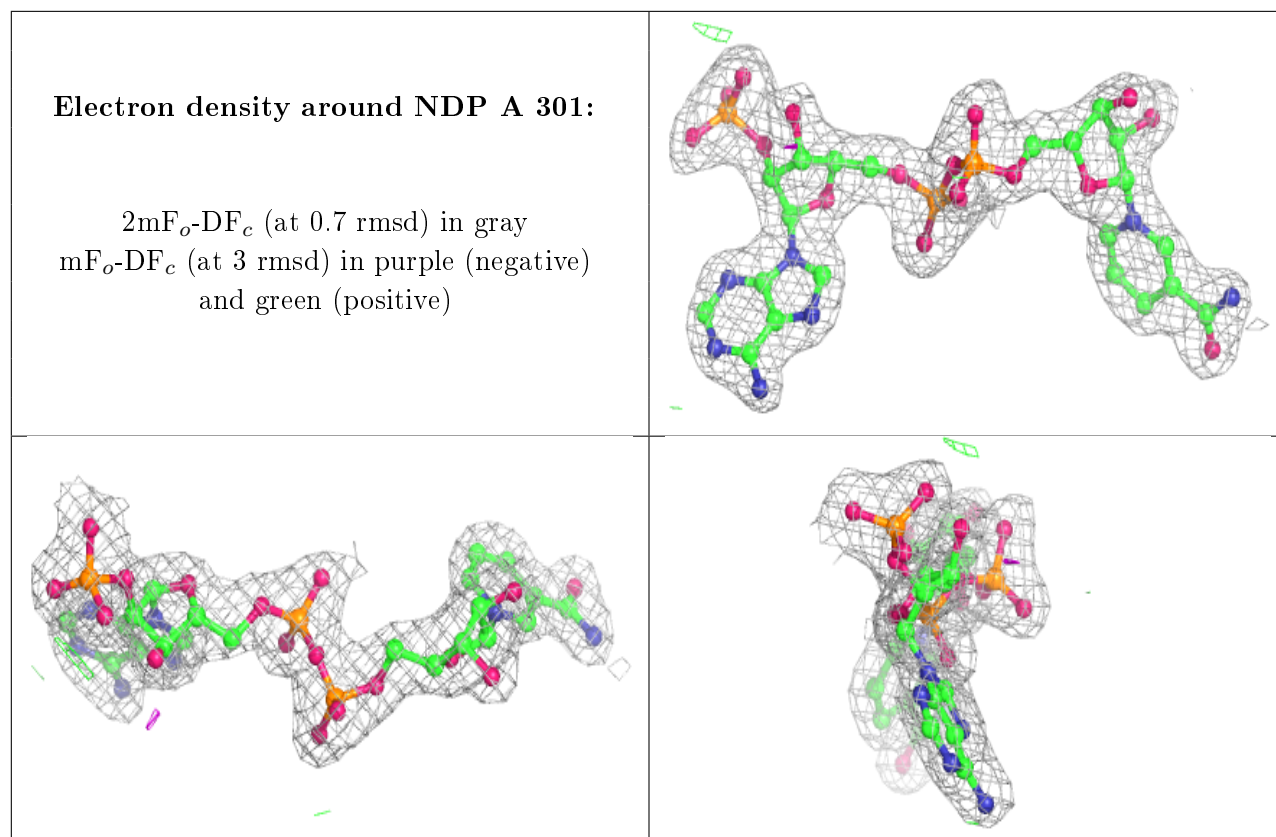 Electron density around NDP A 301:
2mFₒ-DF𝒸 (at 0.7 rmsd) in gray
mFₒ-DF𝒸 (at 3 rmsd) in purple (negative)
and green (positive)